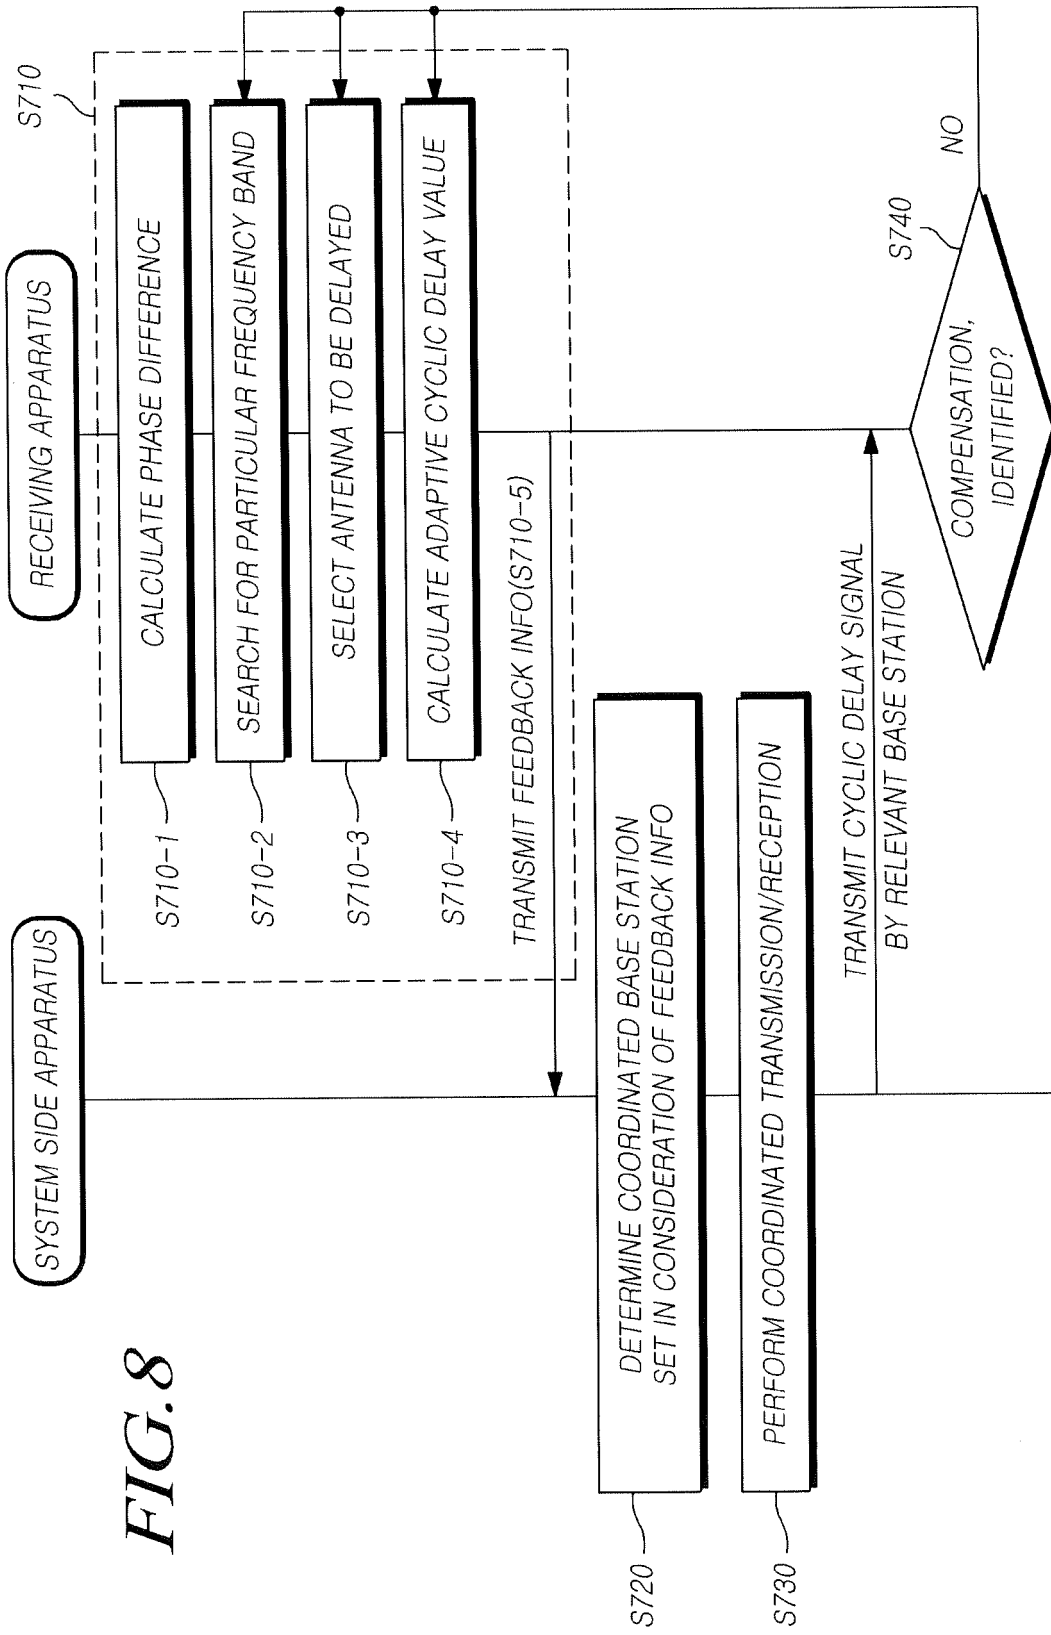 FIG.8
SYSTEM SIDE APPARATUS
RECEIVING APPARATUS
S710
S710-1
CALCULATE PHASE DIFFERENCE
S710-2
SEARCH FOR PARTICULAR FREQUENCY BAND
S710-3
SELECT ANTENNA TO BE DELAYED
S710-4
CALCULATE ADAPTIVE CYCLIC DELAY VALUE
TRANSMIT FEEDBACK INFO(S710-5)
S720
DETERMINE COORDINATED BASE STATION
SET IN CONSIDERATION OF FEEDBACK INFO
S730
PERFORM COORDINATED TRANSMISSION/RECEPTION
TRANSMIT CYCLIC DELAY SIGNAL
BY RELEVANT BASE STATION
S740
NO
COMPENSATION,
IDENTIFIED?